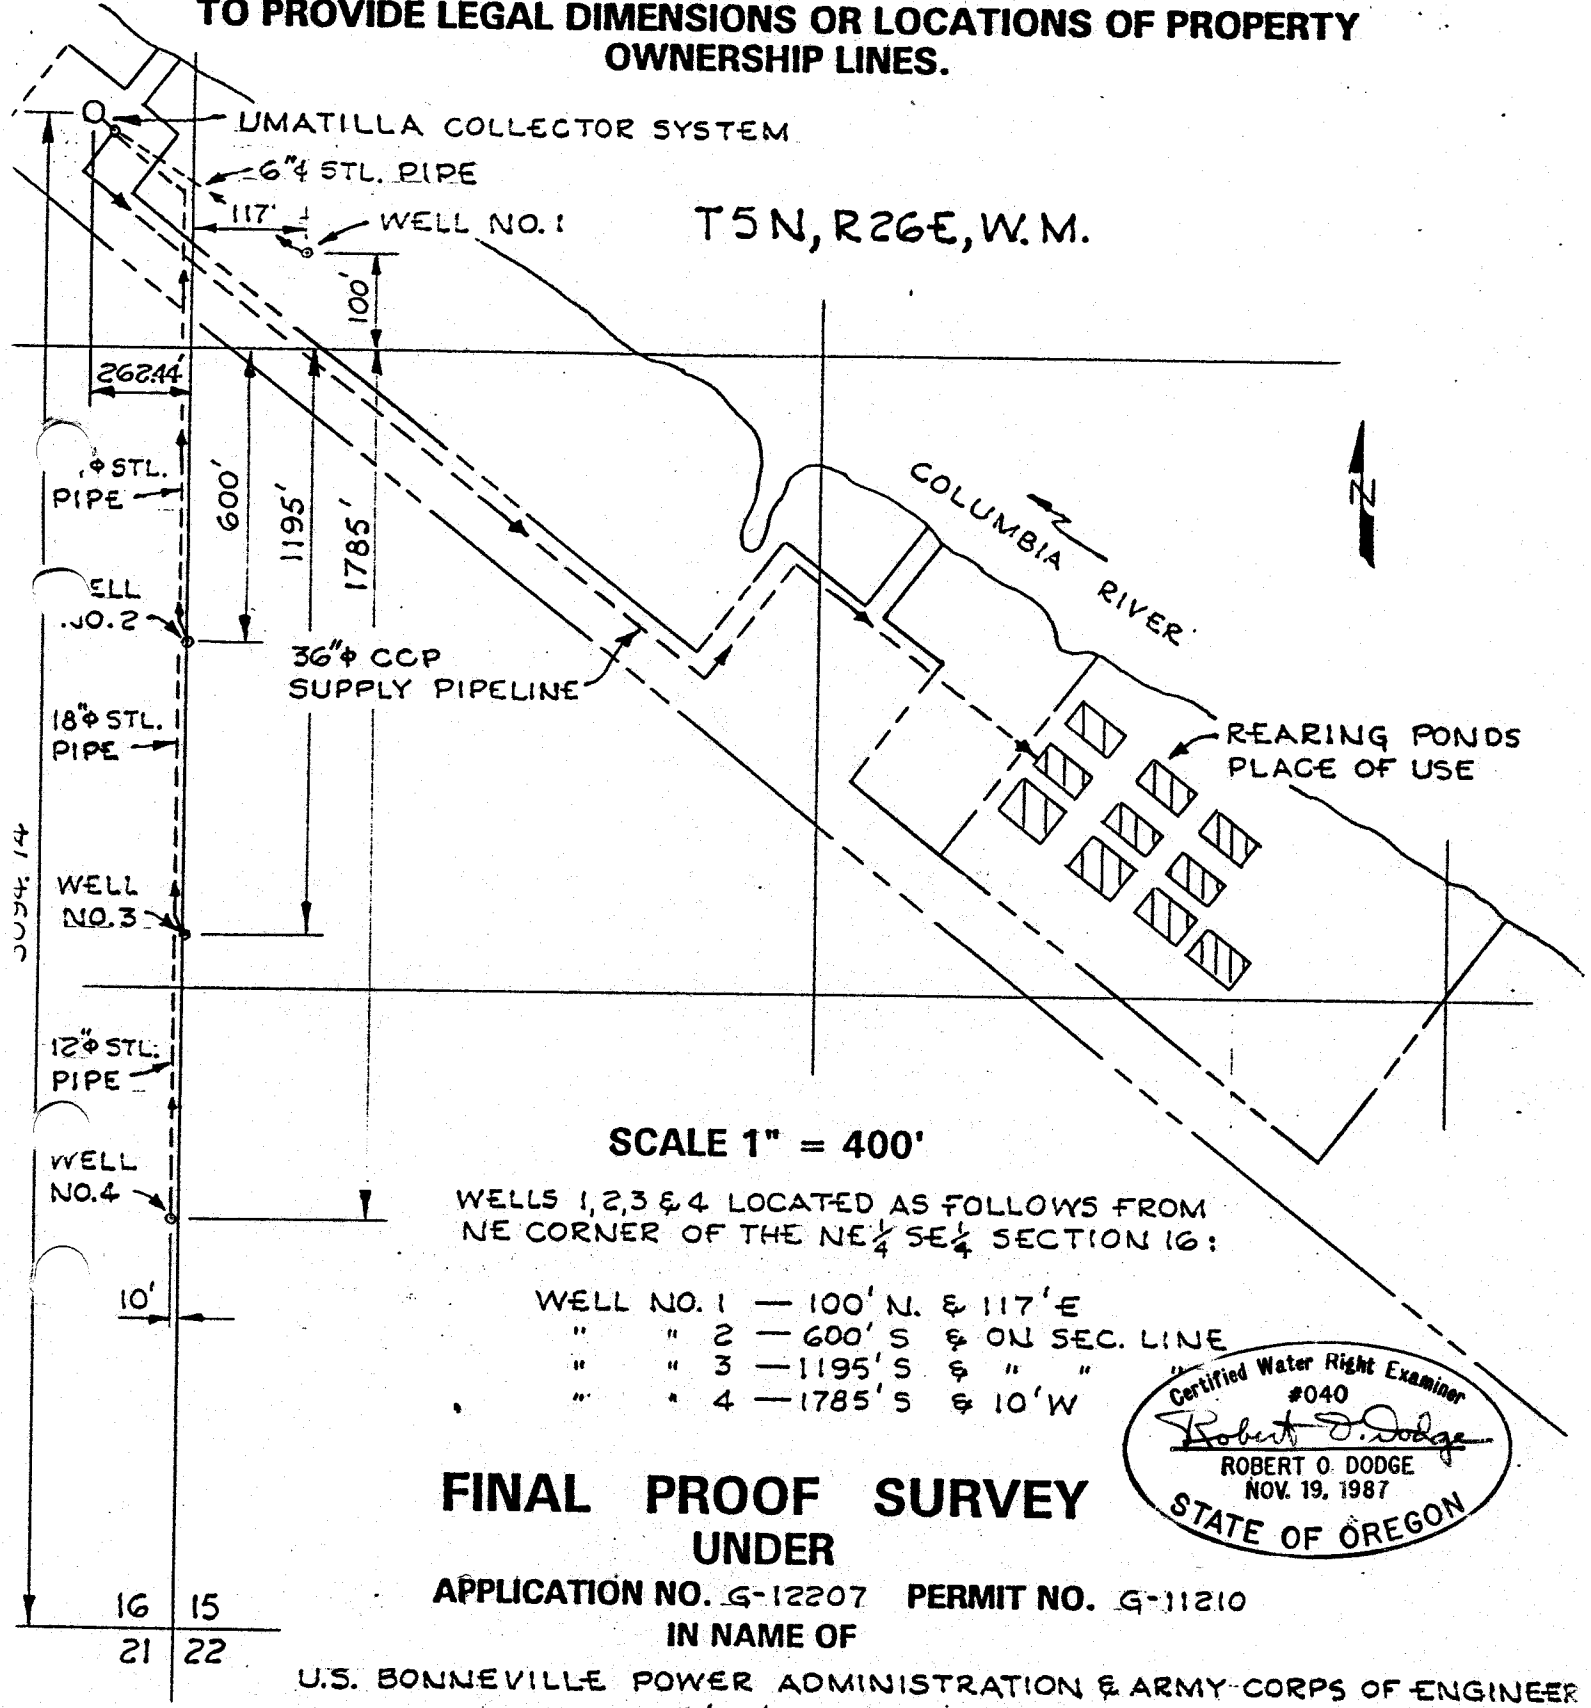 TO PROVIDE LEGAL DIMENSIONS OR LOCATIONS OF PROPERTY
OWNERSHIP LINES.
UMATILLA COLLECTOR SYSTEM
6"¢ STL. PIPE
117'
WELL NO. 1
T5N, R26E, W.M.
100'
262.44
φ STL.
PIPE
600'
1195'
1785'
COLUMBIA RIVER
N
ELL
NO. 2
36"φ CCP
SUPPLY PIPELINE
18"φ STL.
PIPE
REARING PONDS
PLACE OF USE
WELL
NO. 3
12"φ STL.
PIPE
WELL
NO. 4
10'
SCALE 1" = 400'
WELLS 1, 2, 3 & 4 LOCATED AS FOLLOWS FROM
NE CORNER OF THE NE¼ SE¼ SECTION 16:
WELL NO. 1 — 100' N. & 117' E
" " 2 — 600' S & ON SEC. LINE
" " 3 — 1195' S & " " "
" " 4 — 1785' S & 10' W
Certified Water Right Examiner
#040
Robert O. Dodge
ROBERT O. DODGE
NOV. 19, 1987
STATE OF OREGON
FINAL PROOF SURVEY
UNDER
APPLICATION NO. G-12207 PERMIT NO. G-11210
IN NAME OF
16 15
21 22
U.S. BONNEVILLE POWER ADMINISTRATION & ARMY CORPS OF ENGINEER